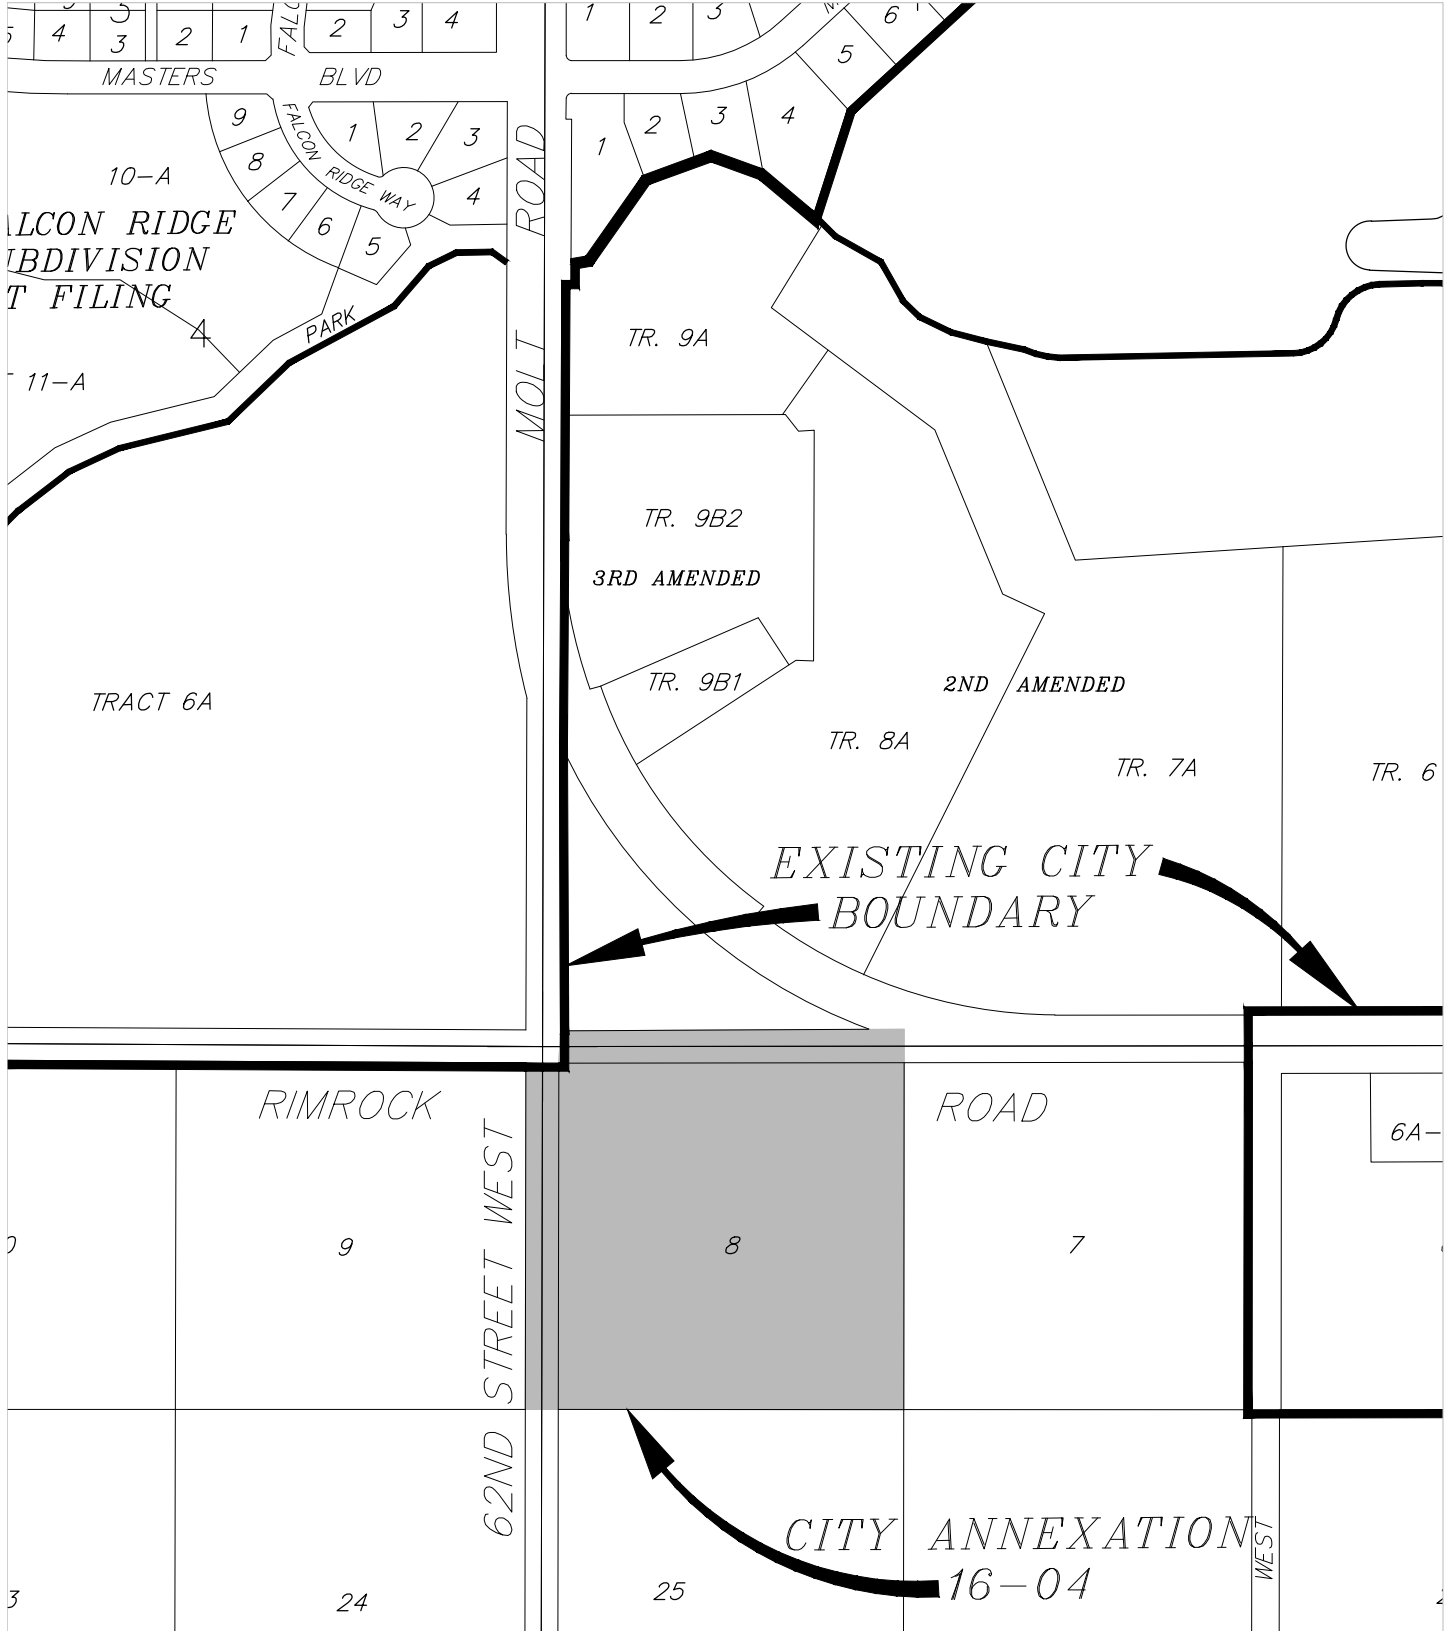 4
3
3
2
1
2
3
4
1
2
3
6
5
MASTERS BLVD
9
8
7
6
5
1
2
3
4
FALCON RIDGE WAY
MOLT ROAD
1
2
3
4
10-A
ALCON RIDGE
UBDIVISION
T FILING
4
PARK
11-A
TR. 9A
TR. 9B2
3RD AMENDED
TR. 9B1
TRACT 6A
2ND AMENDED
TR. 8A
TR. 7A
TR. 6
EXISTING CITY
BOUNDARY
RIMROCK ROAD
6A-
62ND STREET WEST
9
8
7
CITY ANNEXATION
16-04
WEST
24
25